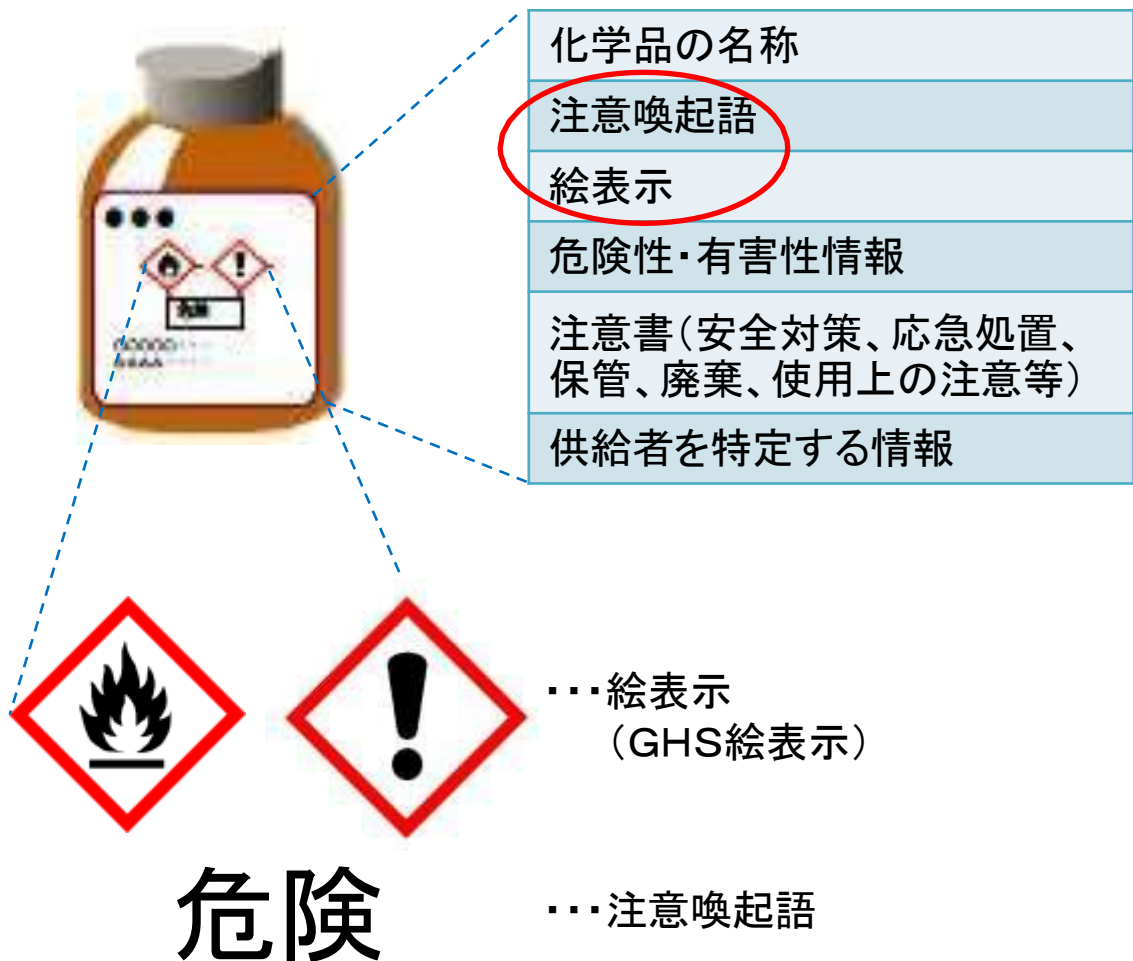 化学品の名称
注意喚起語
絵表示
危険性・有害性情報
注意書（安全対策、応急処置、
保管、廃棄、使用上の注意等）
供給者を特定する情報
●●●
・・・絵表示
（GHS絵表示）
危険
・・・注意喚起語